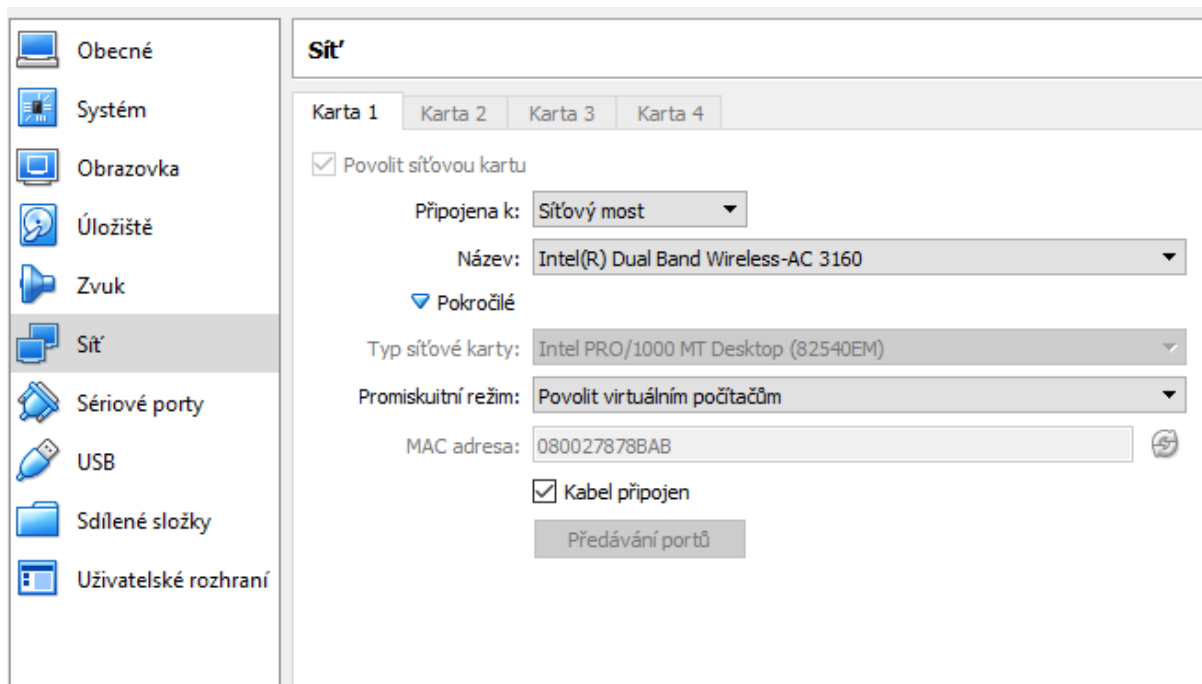 Obecné
Systém
Obrazovka
Úložiště
Zvuk
Síť
Sériové porty
USB
Sdílené složky
Uživatelské rozhraní
Síť
Karta 1 Karta 2 Karta 3 Karta 4
Povolit síťovou kartu
Připojena k: Síťový most
Název: Intel(R) Dual Band Wireless-AC 3160
Pokročilé
Typ síťové karty: Intel PRO/1000 MT Desktop (82540EM)
Promiskuitní režim: Povolit virtuálním počítačům
MAC adresa: 080027878BAB
Kabel připojen
Předávání portů